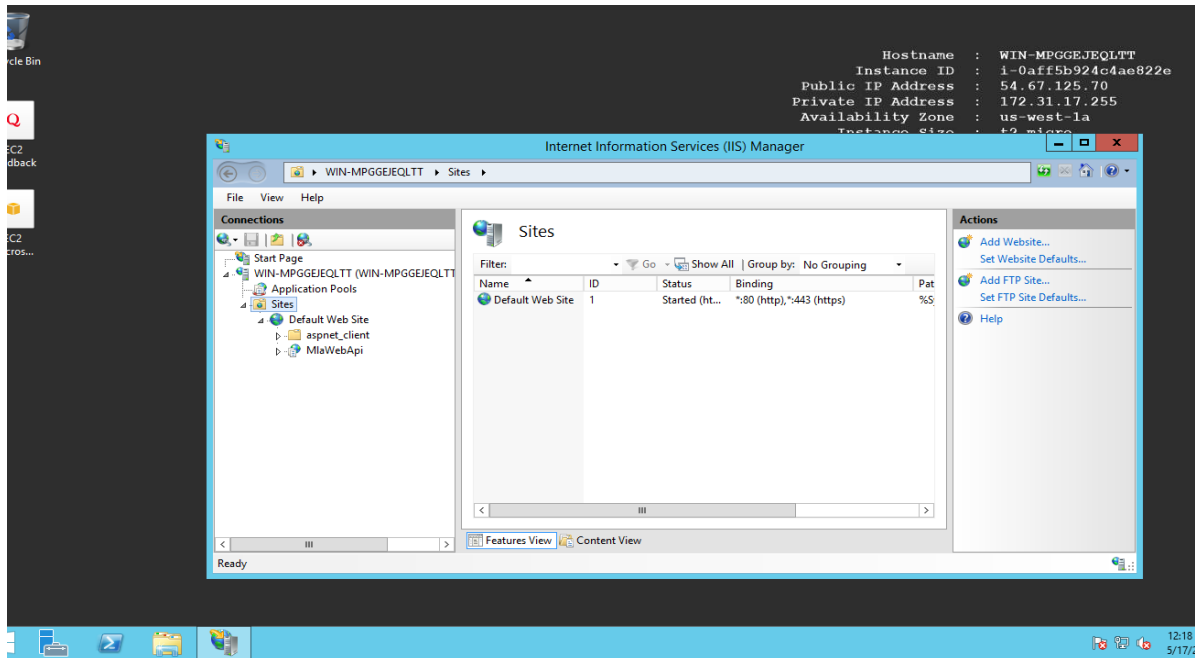 cle Bin
Hostname : WIN-MPGGEJEQLTT
Instance ID : i-0aff5b924c4ae822e
Public IP Address : 54.67.125.70
Private IP Address : 172.31.17.255
Availability Zone : us-west-1a
Instance Size : t2.micro
Q
EC2
dback
EC2
cros...
Internet Information Services (IIS) Manager
WIN-MPGGEJEQLTT Sites
File View Help
Connections
Start Page
WIN-MPGGEJEQLTT (WIN-MPGGEJEQLTT
Application Pools
Sites
Default Web Site
aspnet_client
MlaWebApi
Sites
Filter: Go Show All Group by: No Grouping
Name ID Status Binding Pat
Default Web Site 1 Started (ht... *:80 (http),*:443 (https) %S
Features View Content View
Actions
Add Website...
Set Website Defaults...
Add FTP Site...
Set FTP Site Defaults...
Help
Ready
12:18
5/17/2